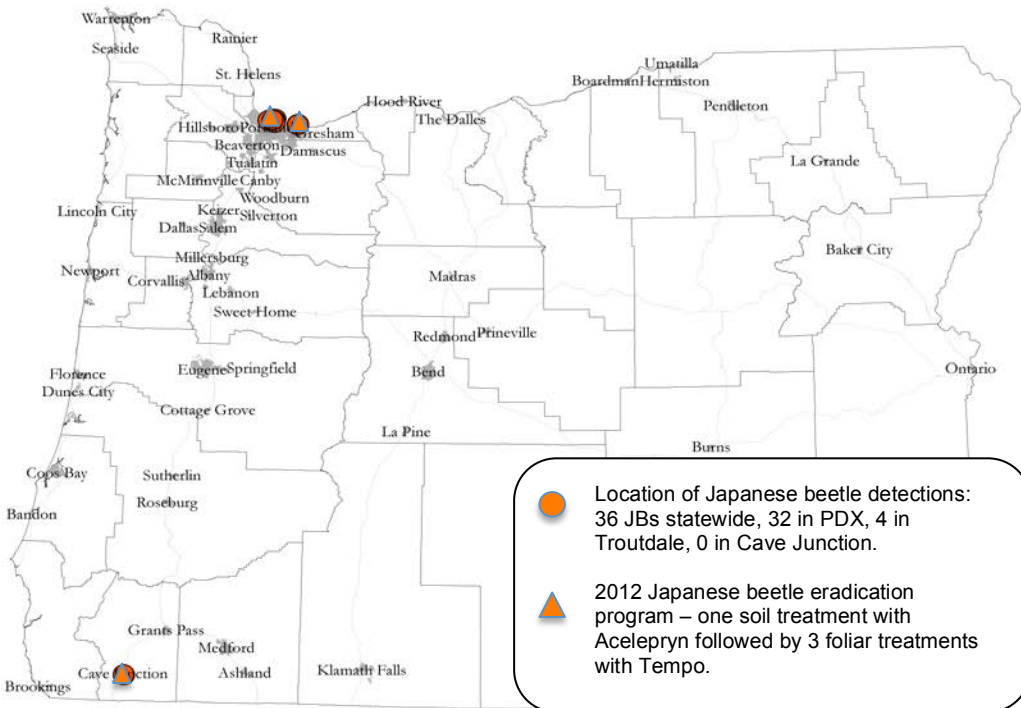 Warrenton
Seaside
Rainier
St. Helens
Umatilla
Boardman Hermiston
Hood River
Pendleton
The Dalles
Hillsboro
Gresham
Beaverton
Damascus
Tualatin
La Grande
McMinnville Canby
Woodburn
Lincoln City
Keizer
Silverton
Dallas Salem
Baker City
Millersburg
Newport
Albany
Corvallis
Madras
Lebanon
Sweet Home
Redmond Prineville
Eugene Springfield
Bend
Ontario
Florence
Dunes City
Cottage Grove
La Pine
Burns
Coos Bay
Sutherlin
Roseburg
Bandon
Grants Pass
Medford
Cave Junction
Ashland
Klamath Falls
Brookings
Location of Japanese beetle detections:
36 JBs statewide, 32 in PDX, 4 in
Troutdale, 0 in Cave Junction.
2012 Japanese beetle eradication
program – one soil treatment with
Acelepryn followed by 3 foliar treatments
with Tempo.